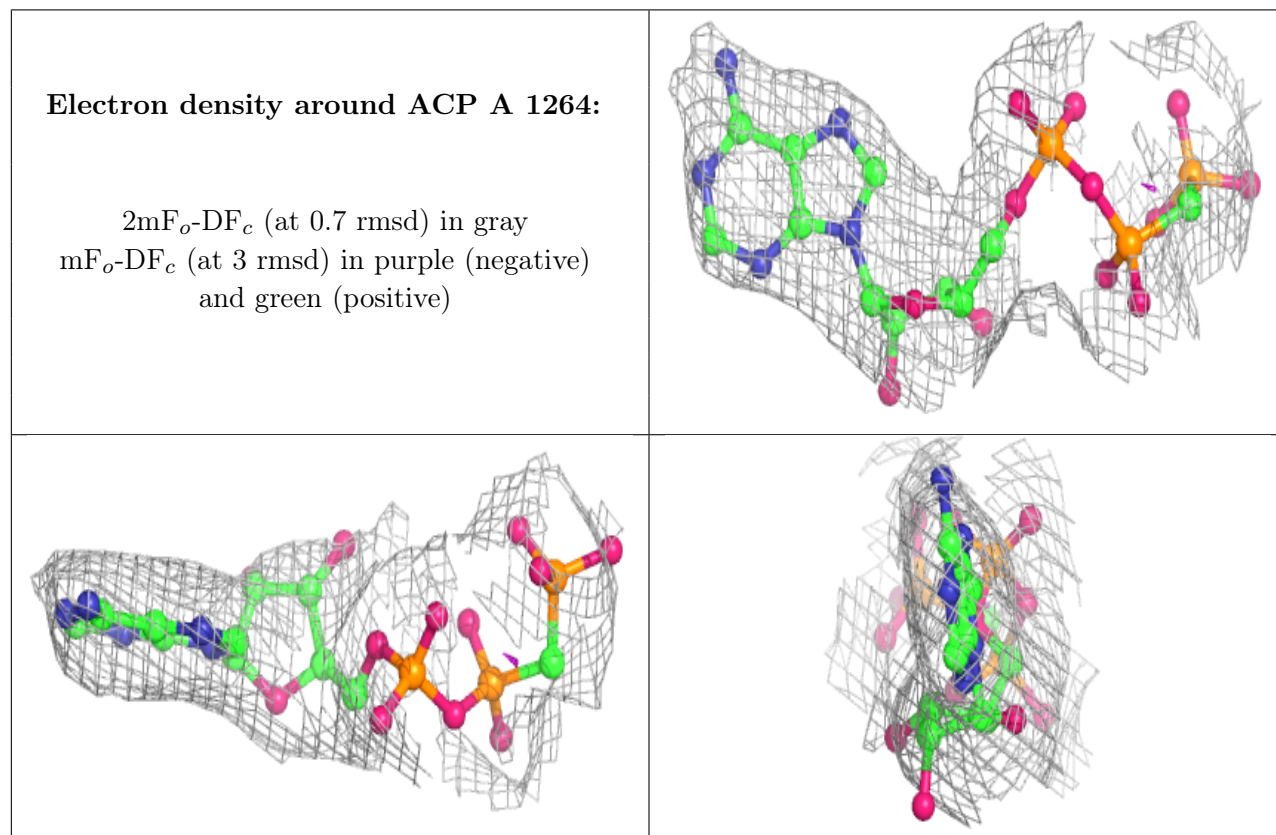 Electron density around ACP A 1264:
2mFo-DFc (at 0.7 rmsd) in gray
mFo-DFc (at 3 rmsd) in purple (negative)
and green (positive)